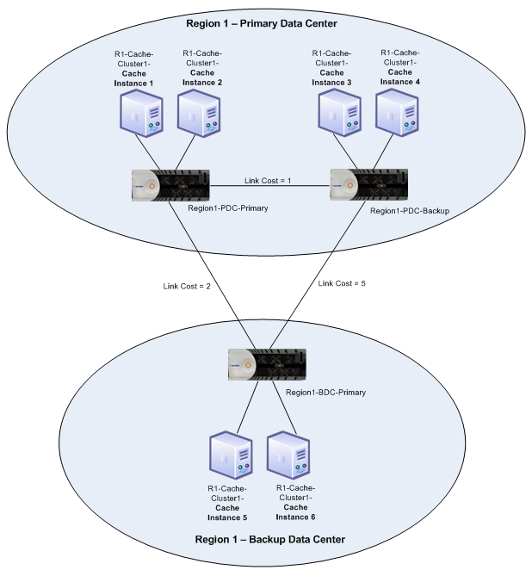 Region 1 – Primary Data Center
R1-Cache-
Cluster1-
Cache
Instance 1
R1-Cache-
Cluster1-
Cache
Instance 2
R1-Cache-
Cluster1-
Cache
Instance 3
R1-Cache-
Cluster1-
Cache
Instance 4
Link Cost = 1
Region1-PDC-Primary
Region1-PDC-Backup
Link Cost = 2
Link Cost = 5
Region1-BDC-Primary
R1-Cache-
Cluster1-
Cache
Instance 5
R1-Cache-
Cluster1-
Cache
Instance 6
Region 1 – Backup Data Center